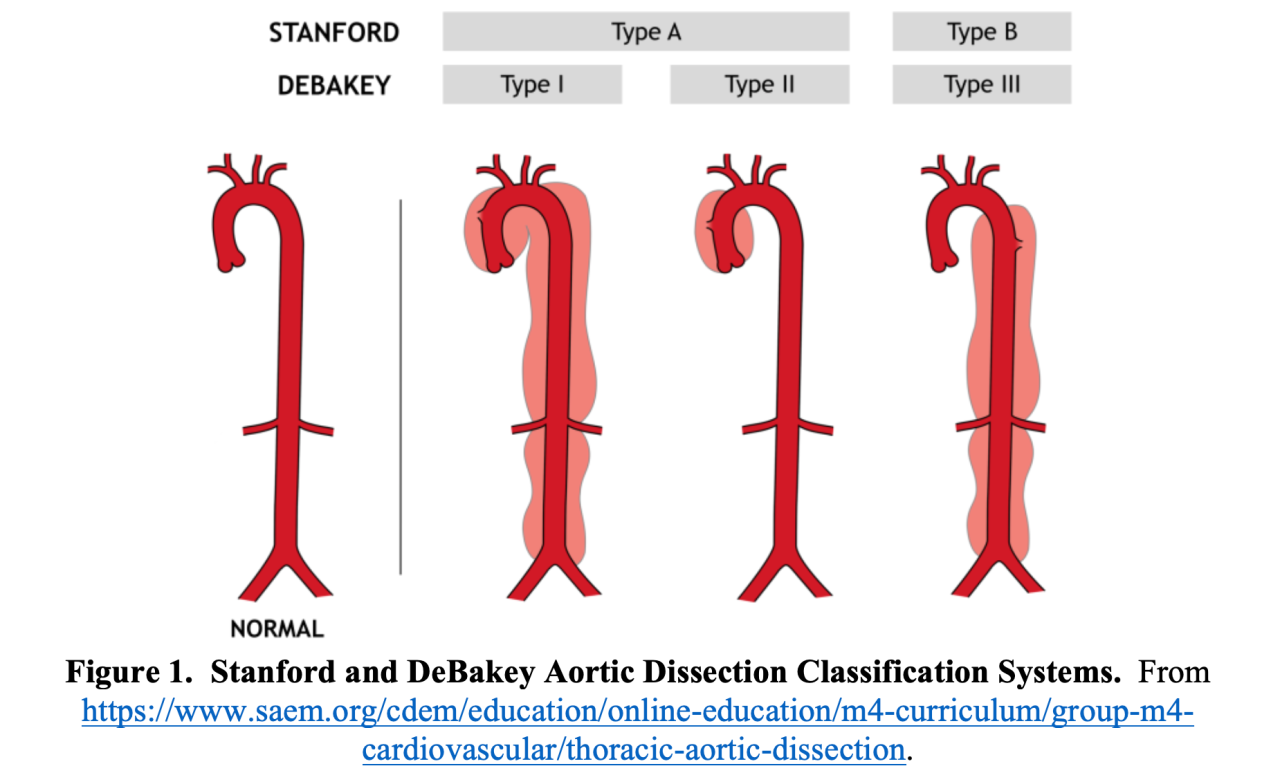 STANFORD Type A Type B
DEBAKEY Type I Type II Type III
NORMAL
Figure 1.  Stanford and DeBakey Aortic Dissection Classification Systems.  From
https://www.saem.org/cdem/education/online-education/m4-curriculum/group-m4-
cardiovascular/thoracic-aortic-dissection.